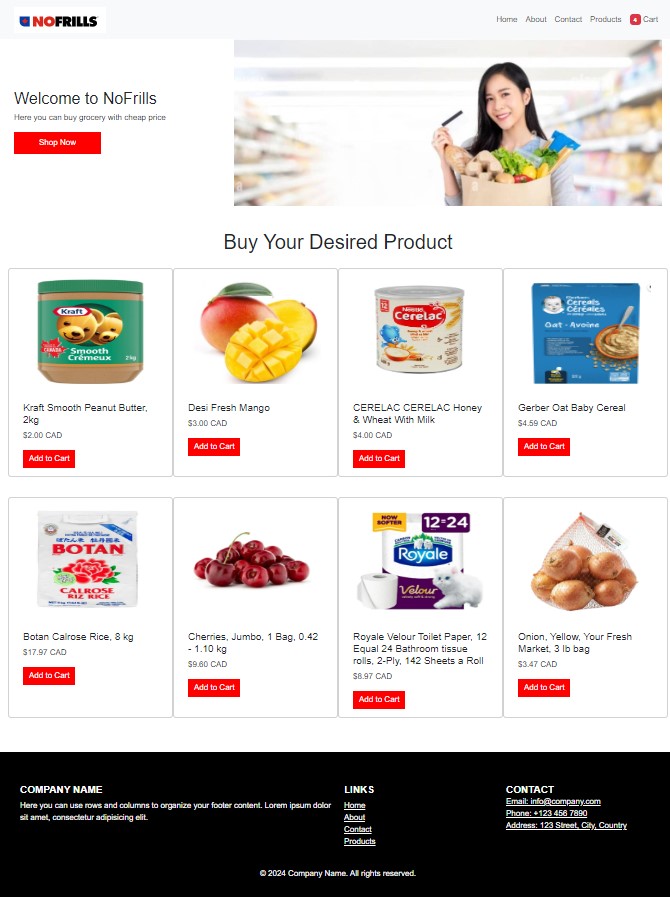 NOFRILLS
Home About Contact Products 4 Cart
Welcome to NoFrills
Here you can buy grocery with cheap price
Shop Now
Buy Your Desired Product
Kraft
Smooth
Crémeux
2 kg
Nestlé
Cerelac
12=24
NOW
SOFTER
Gerber
Cereals
Céréales
Oat - Avoine
Kraft Smooth Peanut Butter,
2kg
$2.00 CAD
Add to Cart
Desi Fresh Mango
$3.00 CAD
Add to Cart
CERELAC CERELAC Honey
& Wheat With Milk
$4.00 CAD
Add to Cart
Gerber Oat Baby Cereal
$4.59 CAD
Add to Cart
BOTAN
CALROSE
RIZ RICE
Royale
Velour
Botan Calrose Rice, 8 kg
$17.97 CAD
Add to Cart
Cherries, Jumbo, 1 Bag, 0.42
- 1.10 kg
$9.60 CAD
Add to Cart
Royale Velour Toilet Paper, 12
Equal 24 Bathroom tissue
rolls, 2-Ply, 142 Sheets a Roll
$6.97 CAD
Add to Cart
Onion, Yellow, Your Fresh
Market, 3 lb bag
$3.47 CAD
Add to Cart
COMPANY NAME
Here you can use rows and columns to organize your footer content. Lorem ipsum dolor
sit amet, consectetur adipisicing elit.
LINKS
Home
About
Contact
Products
CONTACT
Email: info@company.com
Phone: +123 456 7890
Address: 123 Street, City, Country
© 2024 Company Name. All rights reserved.